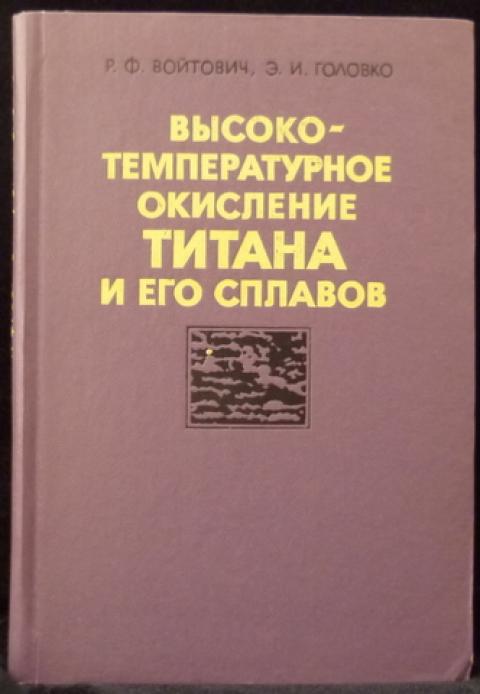 Р. Ф. ВОЙТОВИЧ, Э. И. ГОЛОВКО
ВЫСОКО-
ТЕМПЕРАТУРНОЕ
ОКИСЛЕНИЕ
ТИТАНА
И ЕГО СПЛАВОВ